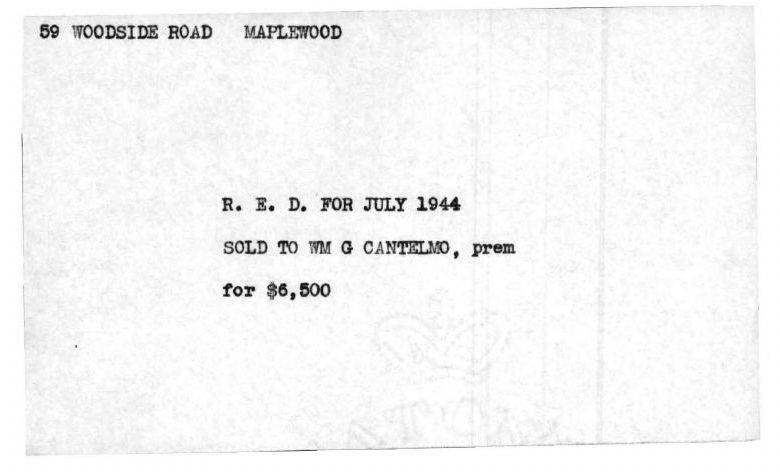 59 WOODSIDE ROAD MAPLEWOOD
R. E. D. FOR JULY 1944
SOLD TO WM G CANTELMO, prem
for $6,500